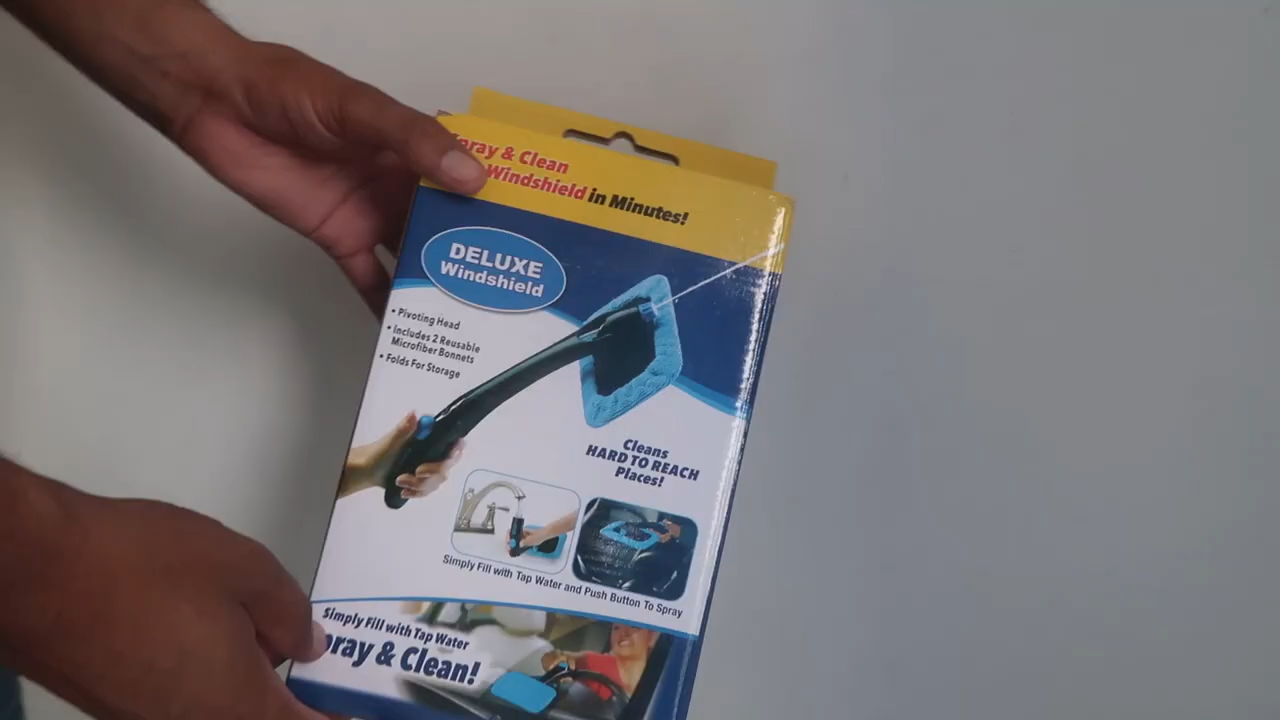 Spray & Clean
Windshield in Minutes!
DELUXE
Windshield
• Pivoting Head
• Includes 2 Reusable
Microfiber Bonnets
• Folds For Storage
Cleans
HARD TO REACH
Places!
Simply Fill with Tap Water and Push Button To Spray
Simply Fill with Tap Water
Spray & Clean!